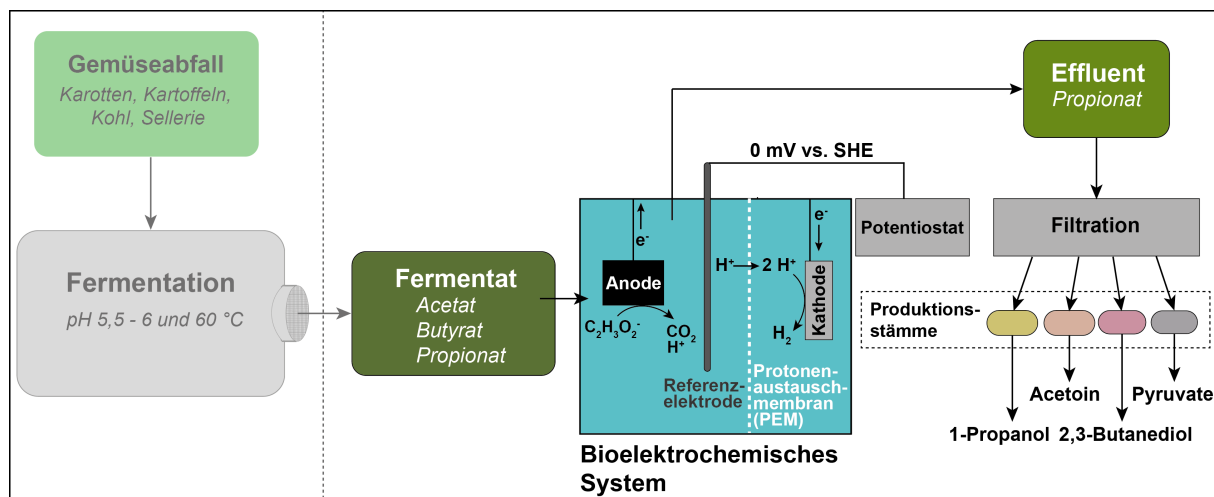 Gemüseabfall
Karotten, Kartoffeln,
Kohl, Sellerie
Fermentation
pH 5,5 - 6 und 60 °C
Fermentat
Acetat
Butyrat
Propionat
0 mV vs. SHE
e-
Anode
C2H3O2-
CO2
H+
H+
2 H+
H2
e-
Kathode
Referenz-
elektrode
Protonen-
austausch-
membran
(PEM)
Bioelektrochemisches
System
Potentiostat
Effluent
Propionat
Filtration
Produktions-
stämme
Acetoin
Pyruvate
1-Propanol
2,3-Butanediol